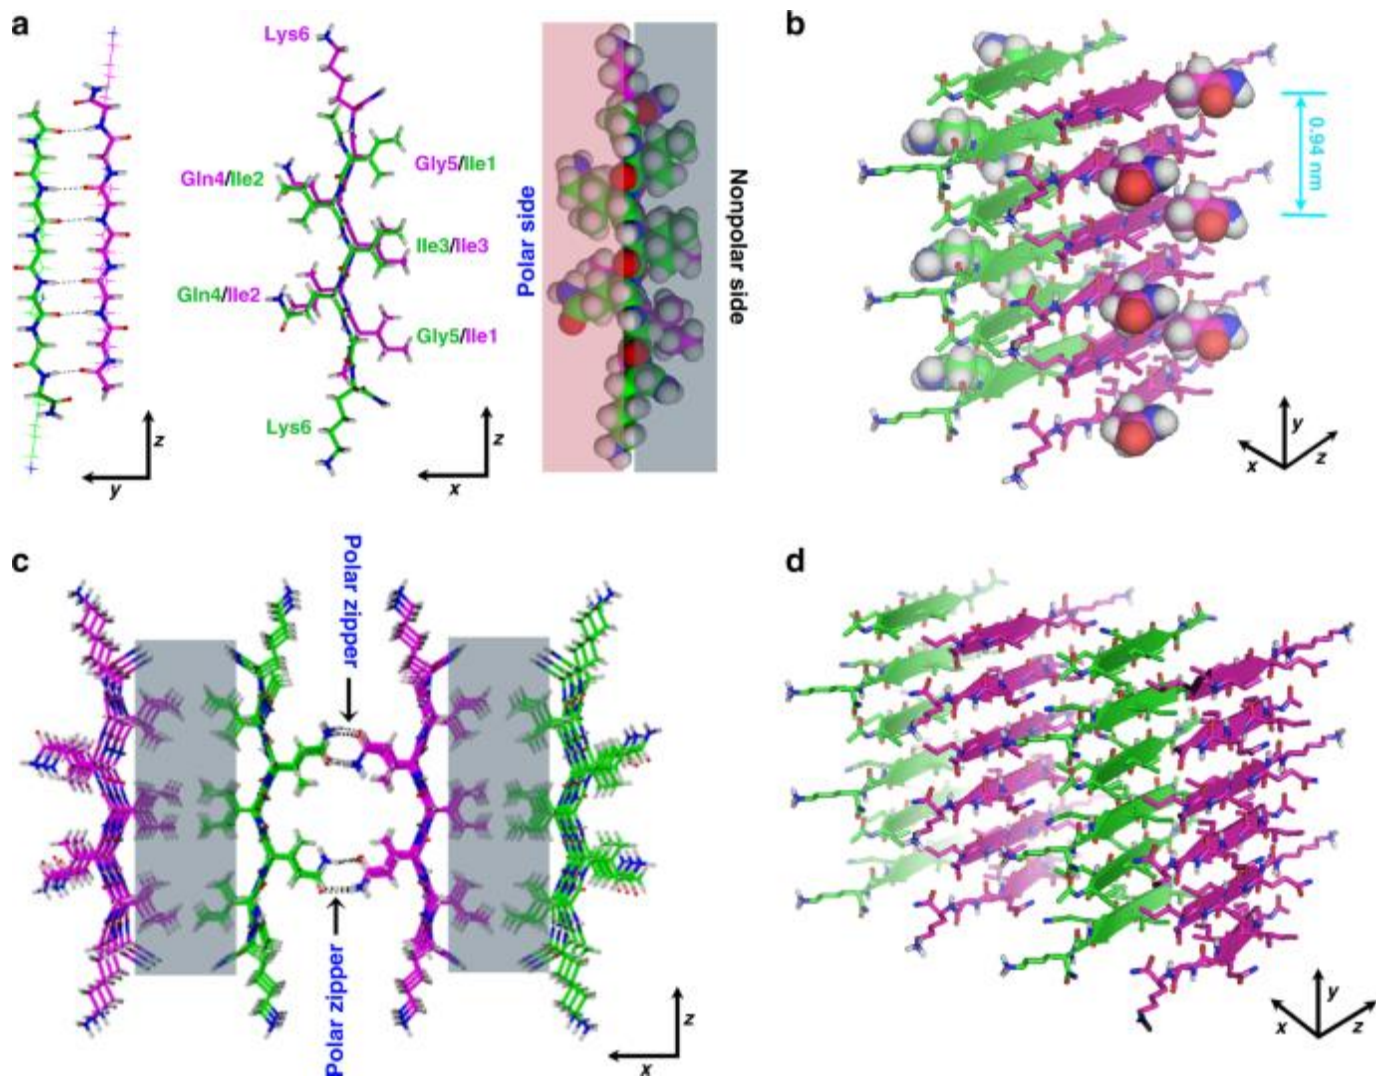 a
Lys6
Gln4/Ile2
Gly5/Ile1
Ile3/Ile3
Gln4/Ile2
Gly5/Ile1
Lys6
z
y
z
x
Polar side
Nonpolar side
b
0.94 nm
y
x
z
c
Polar zipper
Polar zipper
z
x
d
y
x
z